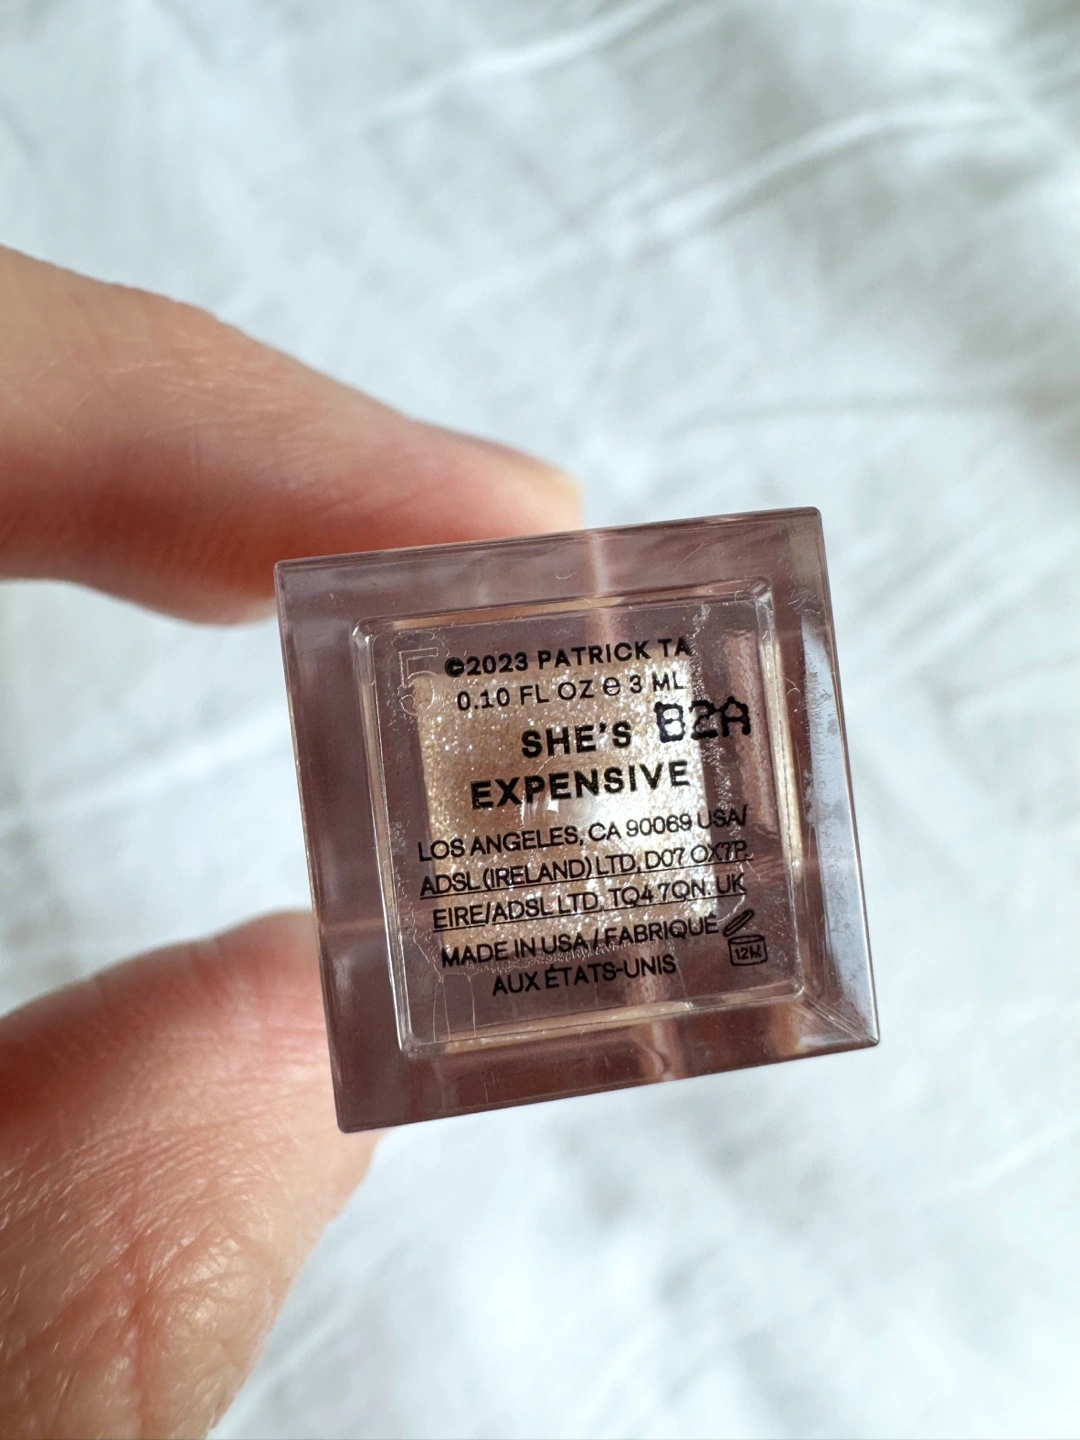 5
©2023 PATRICK TA
0.10 FL OZ ℮ 3 ML
SHE'S B2A
EXPENSIVE
LOS ANGELES, CA 90069 USA/
ADSL (IRELAND) LTD, D07 OX7P.
EIRE/ADSL LTD, TQ4 7QN. UK
MADE IN USA / FABRIQUÉ
AUX ÉTATS-UNIS
12M